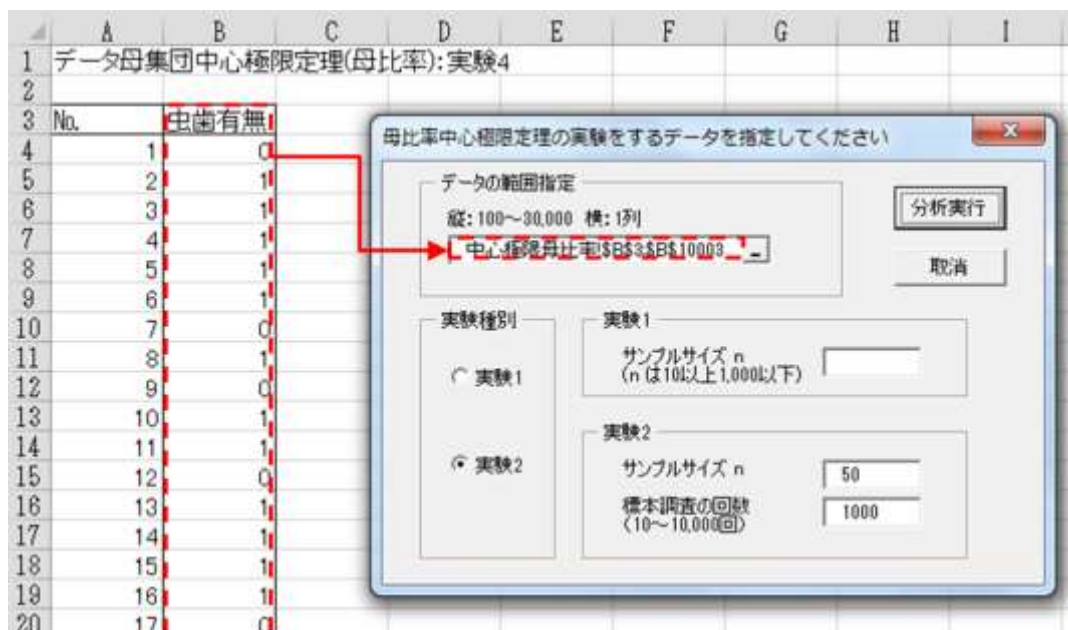 A B C D E F G H I
1 データ母集団中心極限定理(母比率):実験4
2
3 No. 虫歯有無
4 1 0
5 2 1
6 3 1
7 4 1
8 5 1
9 6 1
10 7 0
11 8 1
12 9 0
13 10 1
14 11 1
15 12 0
16 13 1
17 14 1
18 15 1
19 16 1
20 17 0
母比率中心極限定理の実験をするデータを指定してください
データの範囲指定
縦:100~30,000 横:1列
中心極限母比率!$B$3:$B$10003
分析実行
取消
実験種別
実験1
実験2
実験1
サンプルサイズ n
(n は10以上1,000以下)
実験2
サンプルサイズ n 50
標本調査の回数 1000
(10~10,000回)